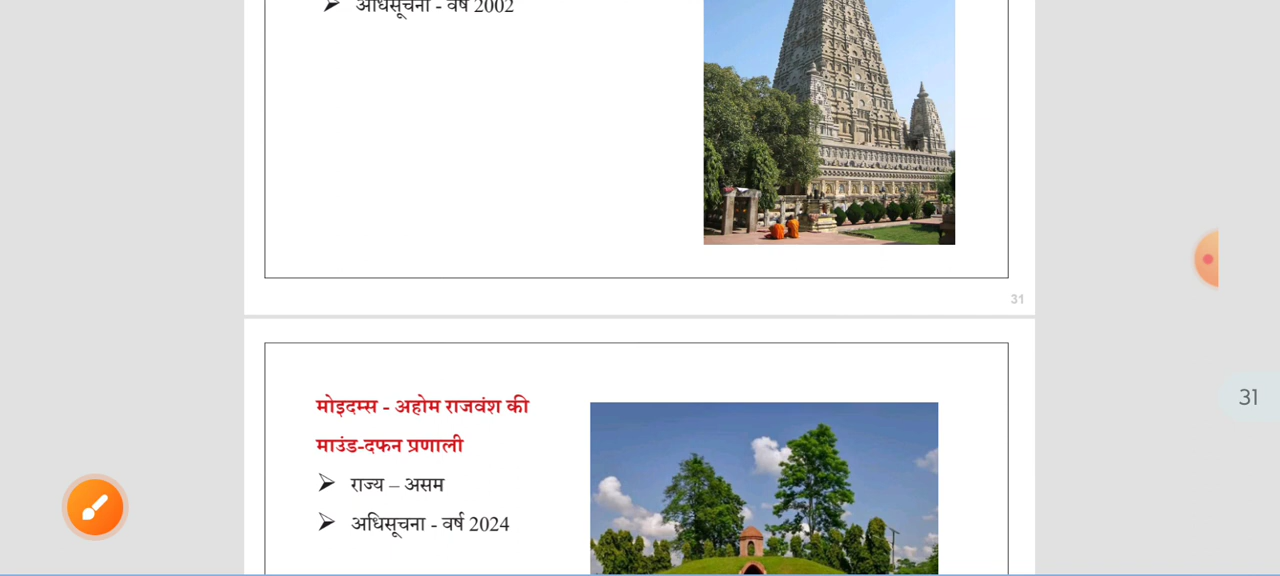 ➢ अधिसूचना - वर्ष 2002
31
मोइदम्स - अहोम राजवंश की
माउंड-दफन प्रणाली
➢ राज्य – असम
➢ अधिसूचना - वर्ष 2024
31